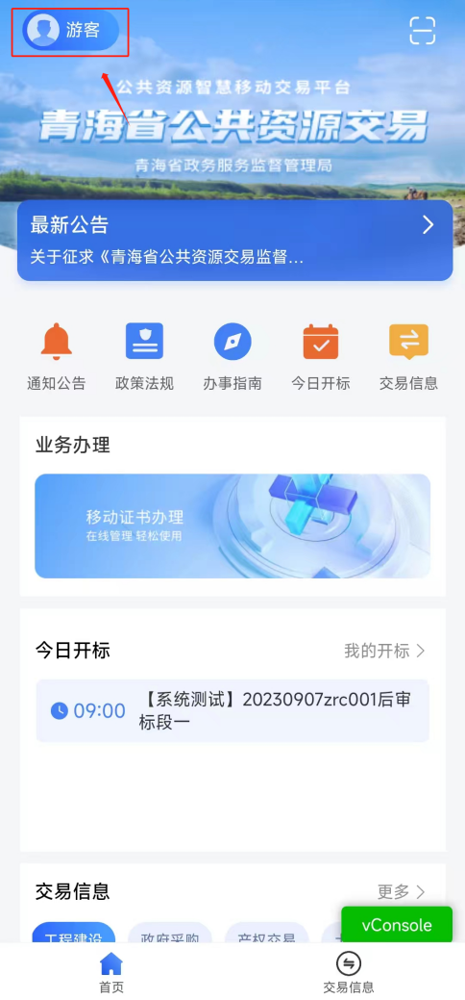 游客
公共资源智慧移动交易平台
青海省公共资源交易
青海省政务服务监督管理局
最新公告
关于征求《青海省公共资源交易监督...
通知公告
政策法规
办事指南
今日开标
交易信息
业务办理
移动证书办理
在线管理 轻松使用
今日开标
我的开标
09:00
【系统测试】20230907zrc001后审
标段一
交易信息
更多
vConsole
工程建设
政府采购
产权交易
首页
交易信息